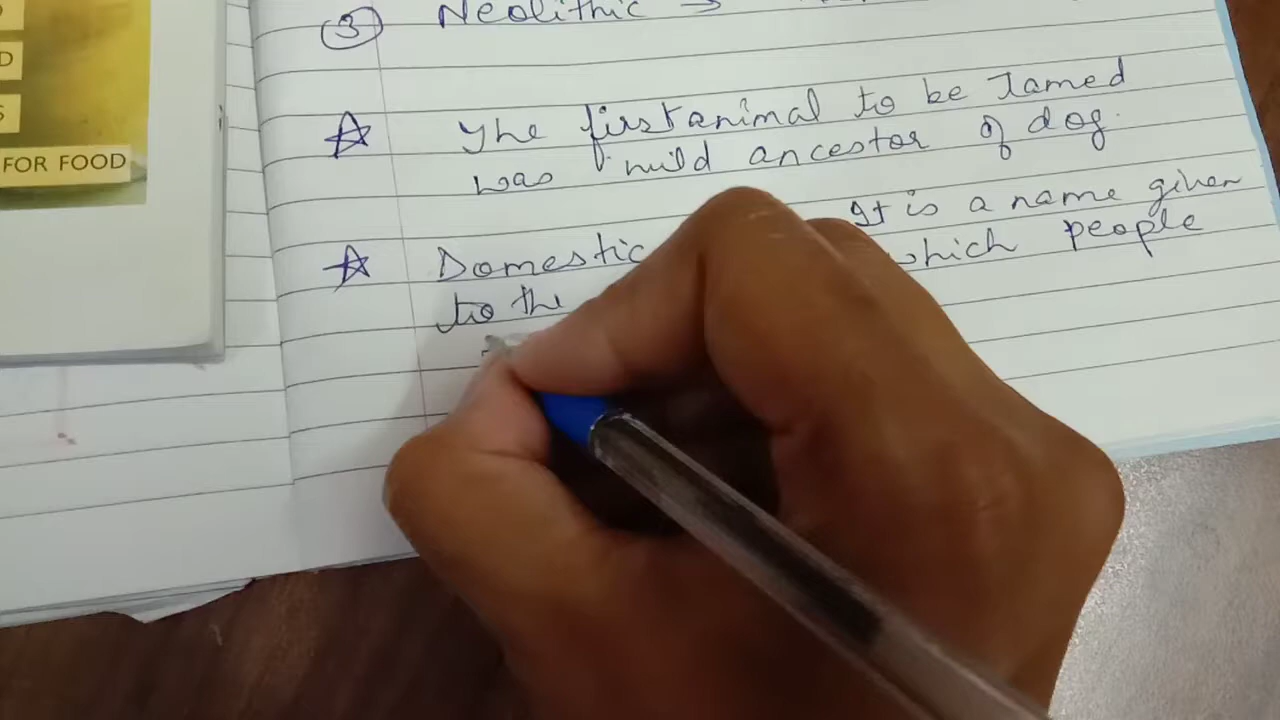 D
S
FOR FOOD
③ Neolithic →
☆ The first animal to be Tamed
was wild ancestor of dog.
☆ Domestic It is a name given
to the which people